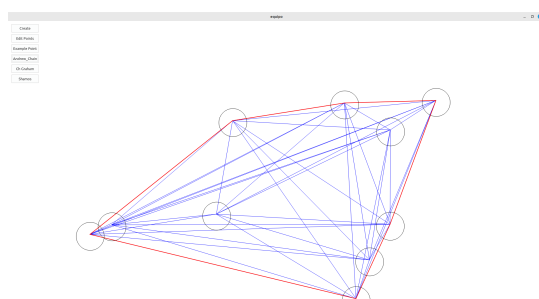 Create
Edit Points
Example Point
Andrew_Chain
Ch Graham
Shamos